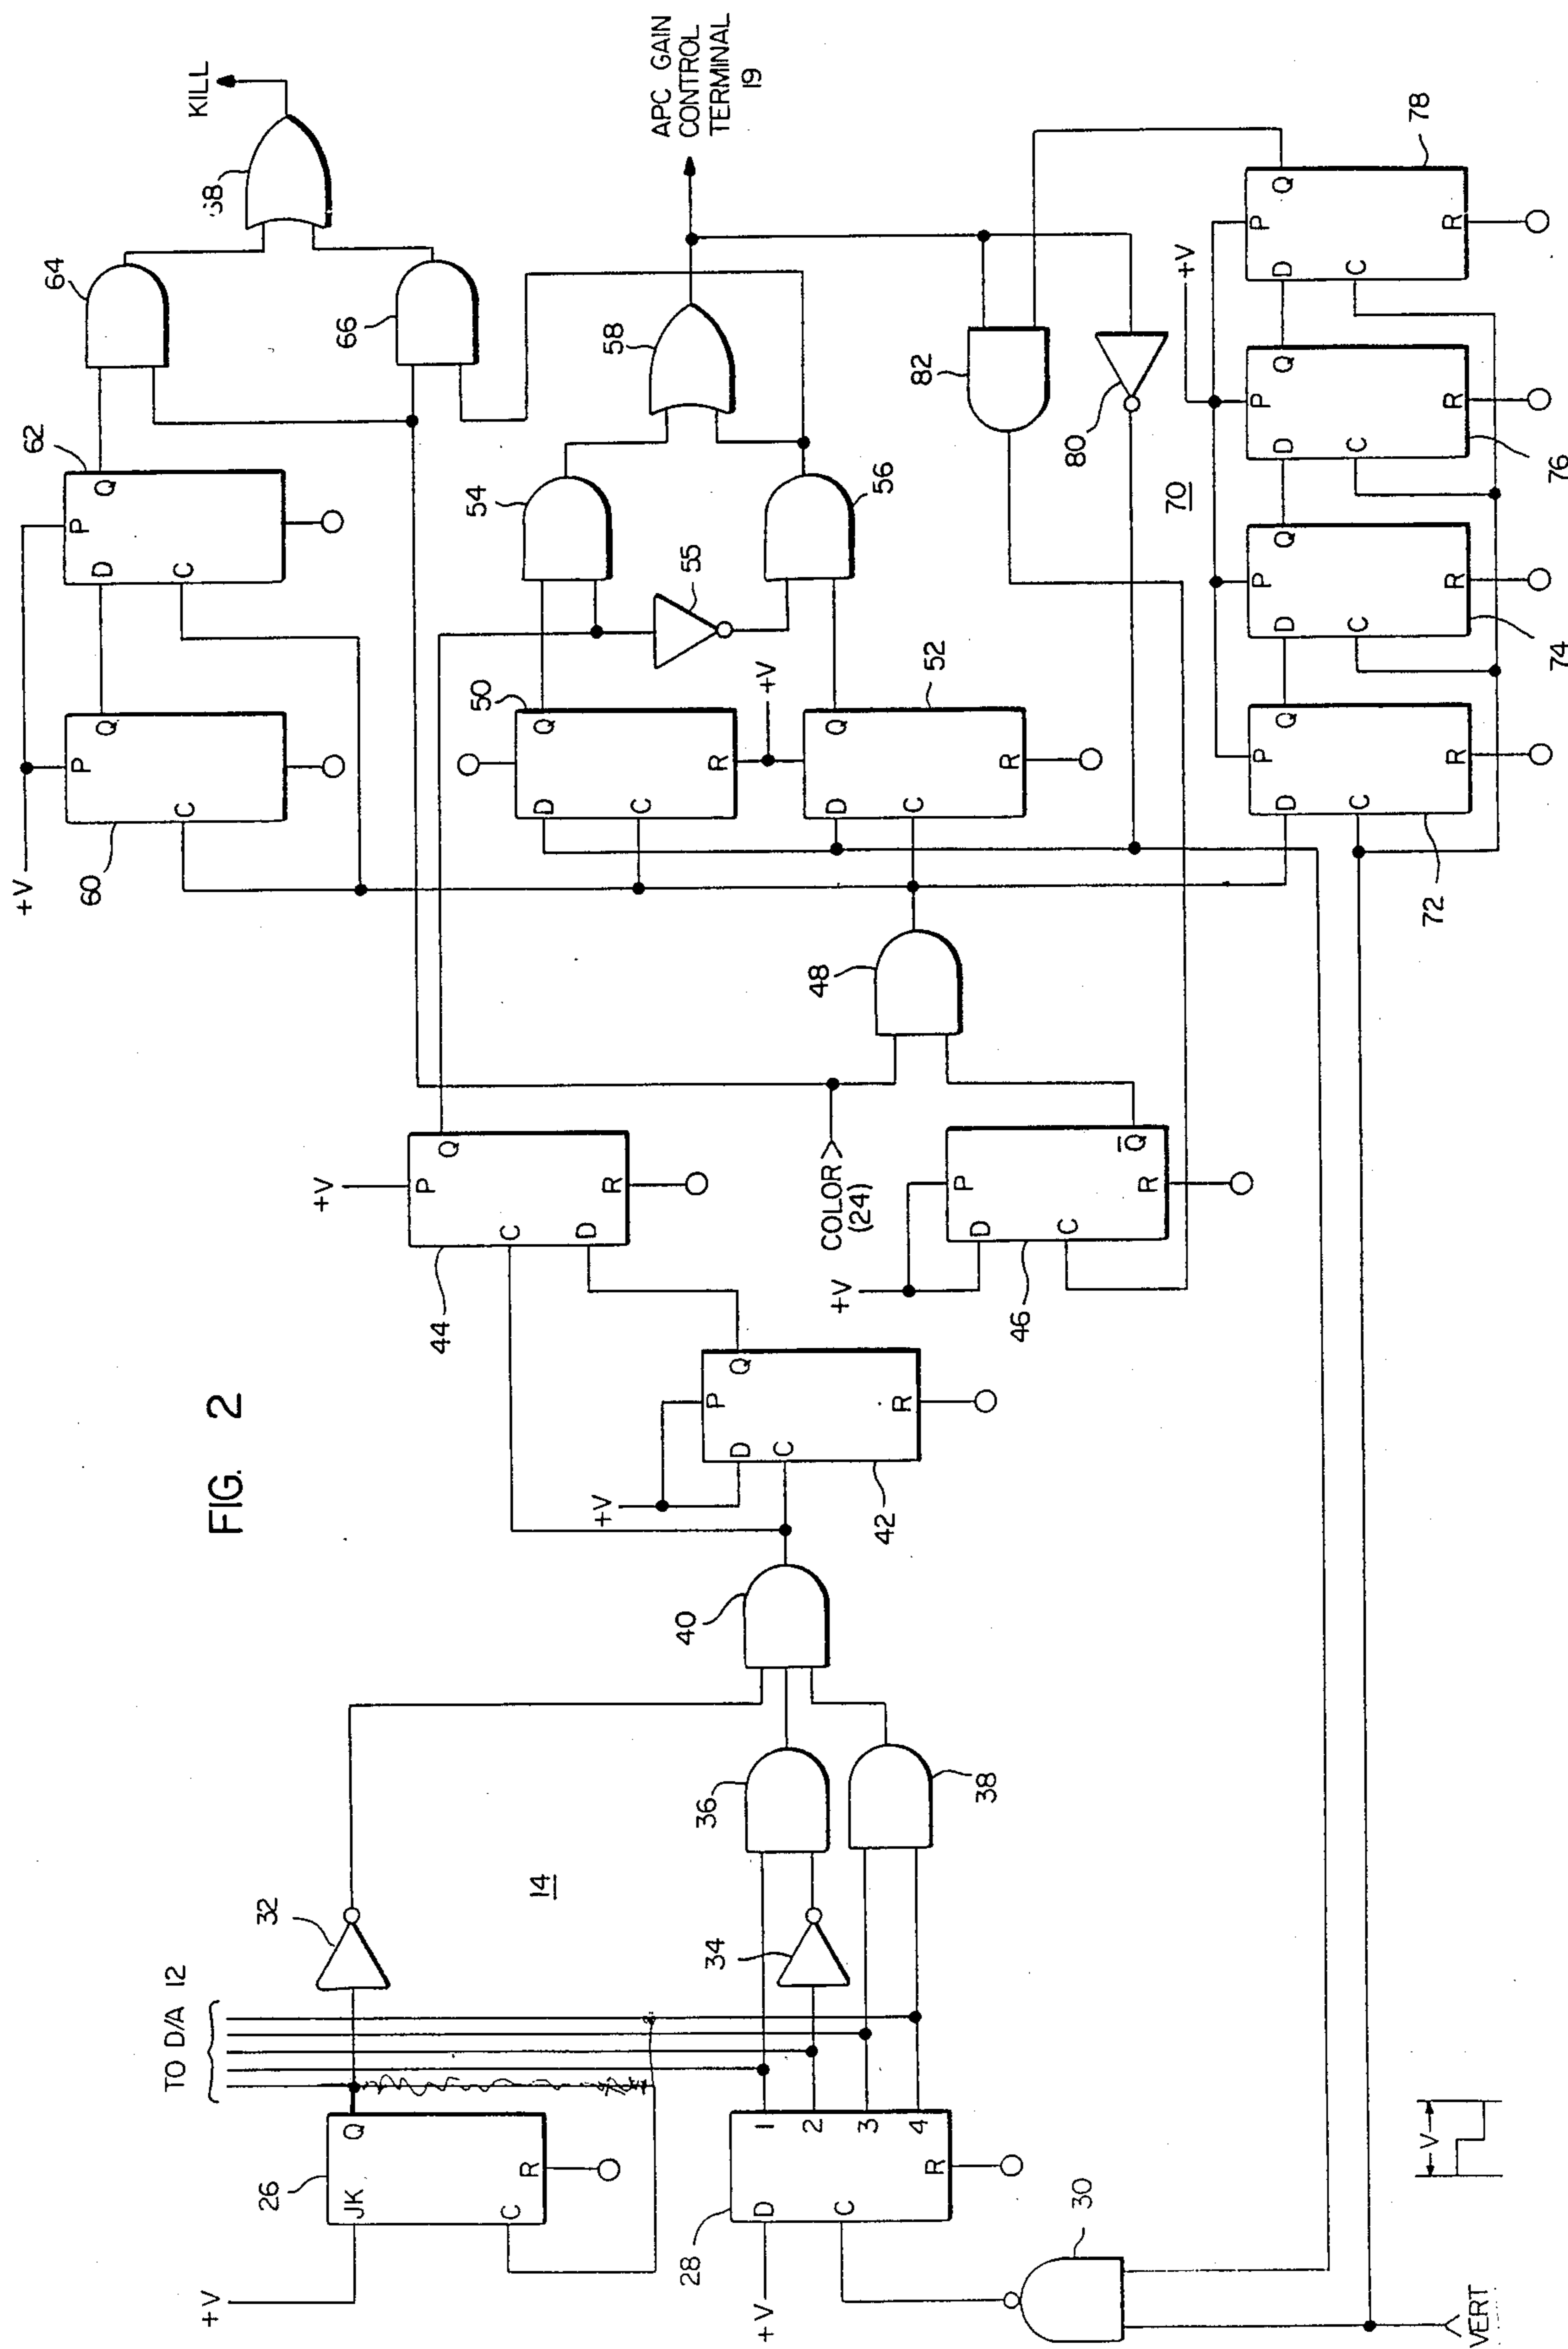 FIG. 2
TO D/A 12
14
+V
26
JK
Q
C
R
32
+V
28
D
C
1
2
3
4
R
34
36
38
40
30
VERT
V
+V
42
D
C
P
Q
R
+V
44
C
D
P
Q
R
COLOR
(24)
+V
46
D
C
P
Q
R
48
+V
60
C
P
Q
62
D
C
P
Q
64
66
68
KILL
50
D
C
Q
R
+V
52
D
C
Q
R
54
55
56
58
APC GAIN
CONTROL
TERMINAL
19
82
80
70
+V
72
D
C
P
Q
R
74
D
C
P
Q
R
76
D
C
P
Q
R
78
D
C
P
Q
R